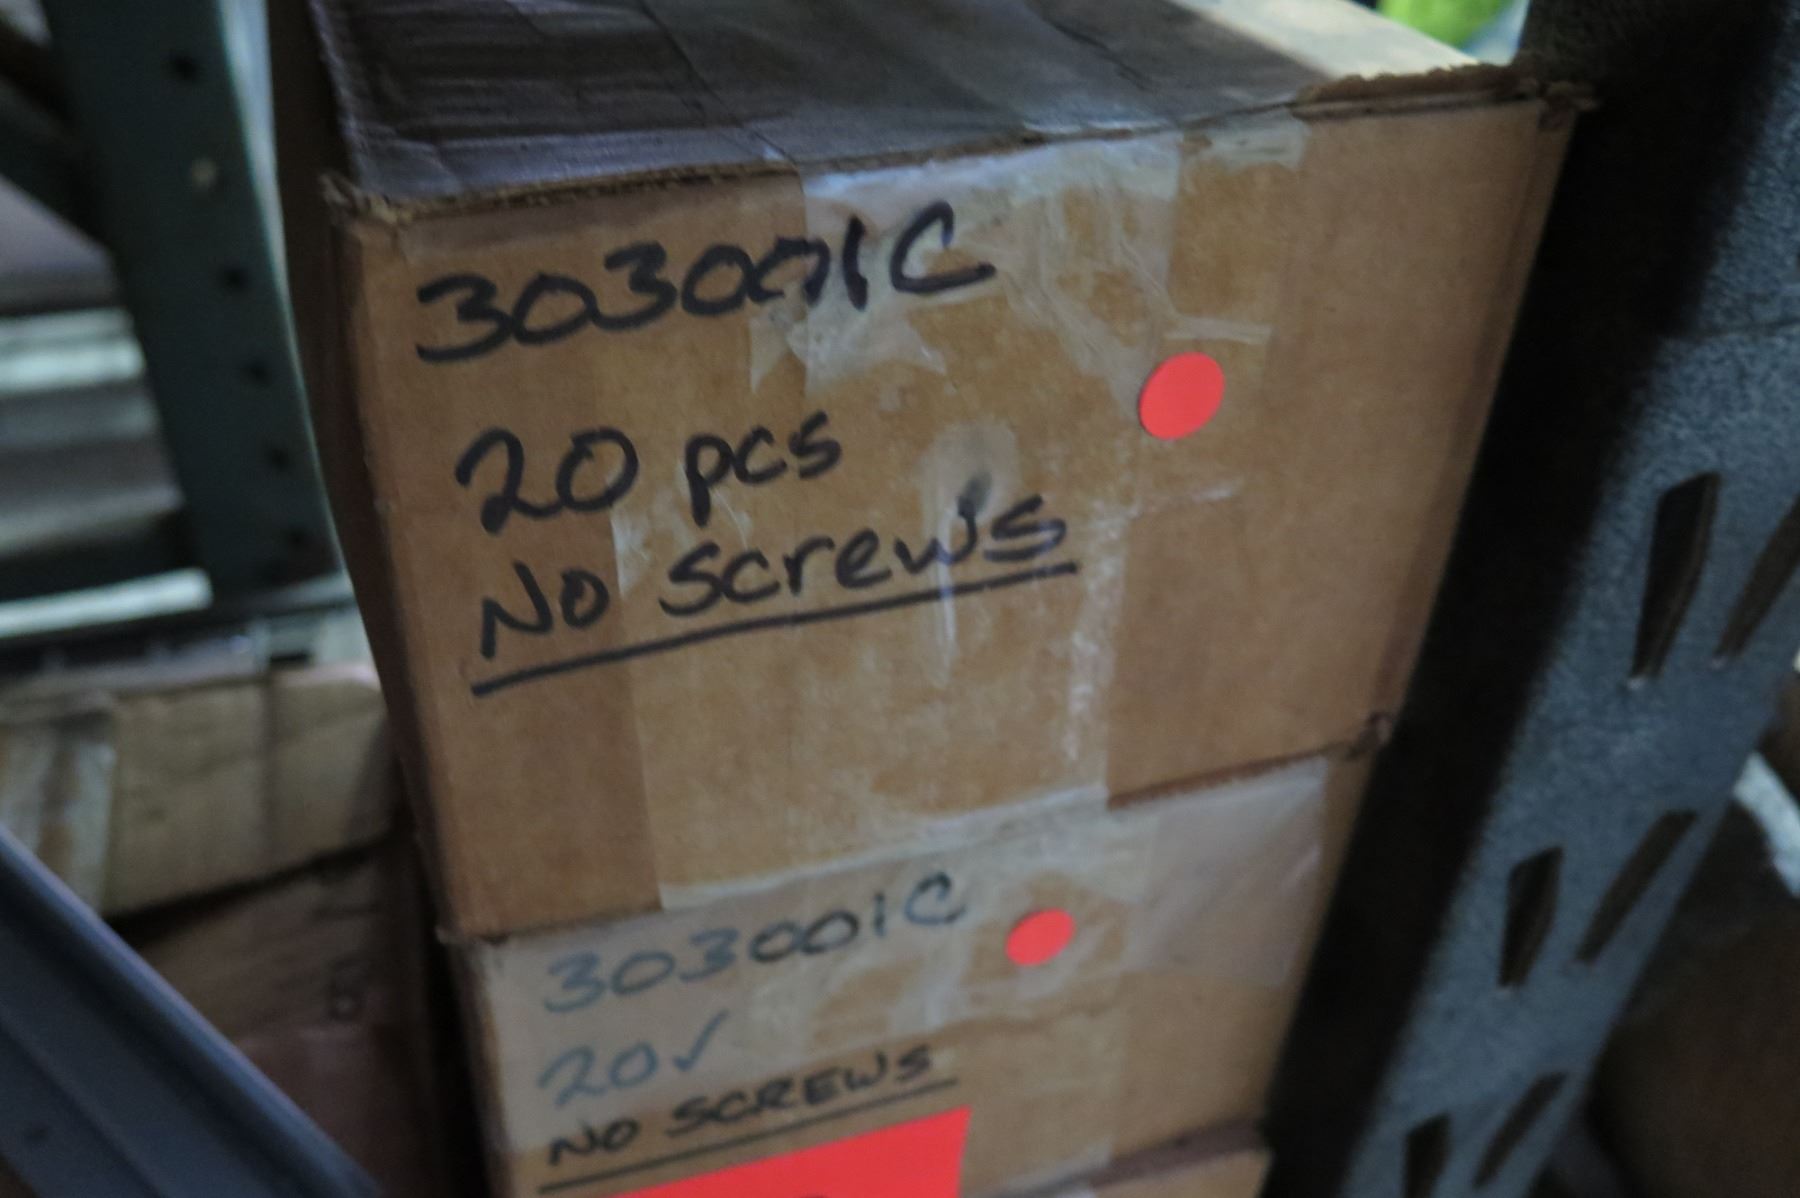 303001C
20 pcs
No Screws
303001C
20✓
NO SCREWS